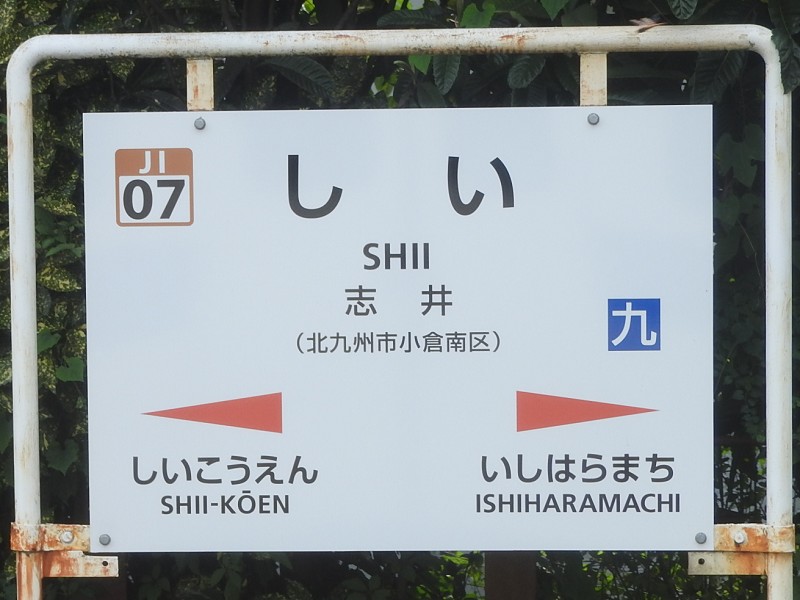 JI
07
しい
SHII
志井
（北九州市小倉南区）
九
しいこうえん
SHII-KŌEN
いしはらまち
ISHIHARAMACHI